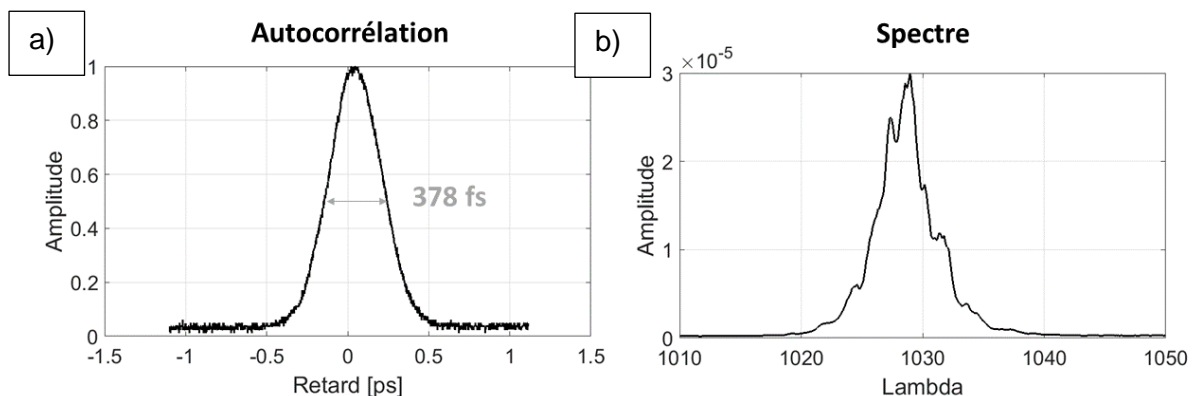 a)
Autocorrélation
1
0.8
0.6
0.4
0.2
0
Amplitude
378 fs
-1.5 -1 -0.5 0 0.5 1 1.5
Retard [ps]
b)
Spectre
×10-5
3
2
1
0
Amplitude
1010 1020 1030 1040 1050
Lambda